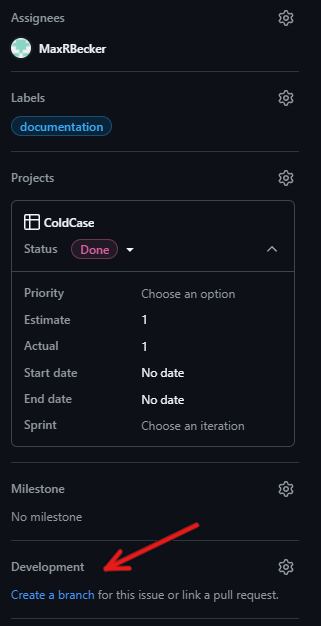 Assignees
MaxRBecker
Labels
documentation
Projects
ColdCase
Status Done
Priority Choose an option
Estimate 1
Actual 1
Start date No date
End date No date
Sprint Choose an iteration
Milestone
No milestone
Development
Create a branch for this issue or link a pull request.